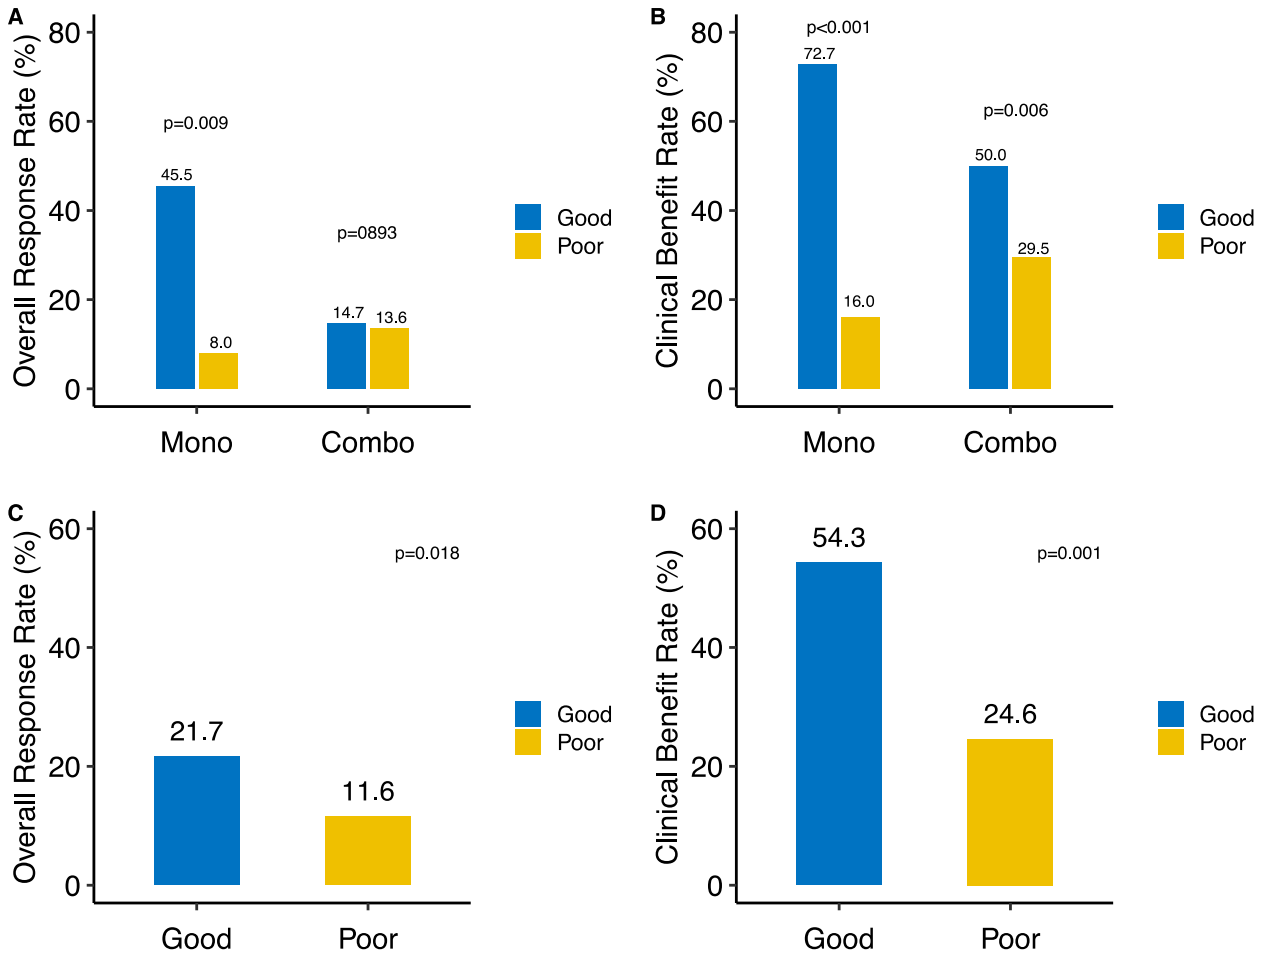 A
Overall Response Rate (%)
80
60
40
20
0
p=0.009
45.5
8.0
p=0893
14.7
13.6
Mono
Combo
Good
Poor
B
Clinical Benefit Rate (%)
80
60
40
20
0
p<0.001
72.7
16.0
p=0.006
50.0
29.5
Mono
Combo
Good
Poor
C
Overall Response Rate (%)
60
40
20
0
p=0.018
21.7
11.6
Good
Poor
Good
Poor
D
Clinical Benefit Rate (%)
60
40
20
0
54.3
p=0.001
24.6
Good
Poor
Good
Poor